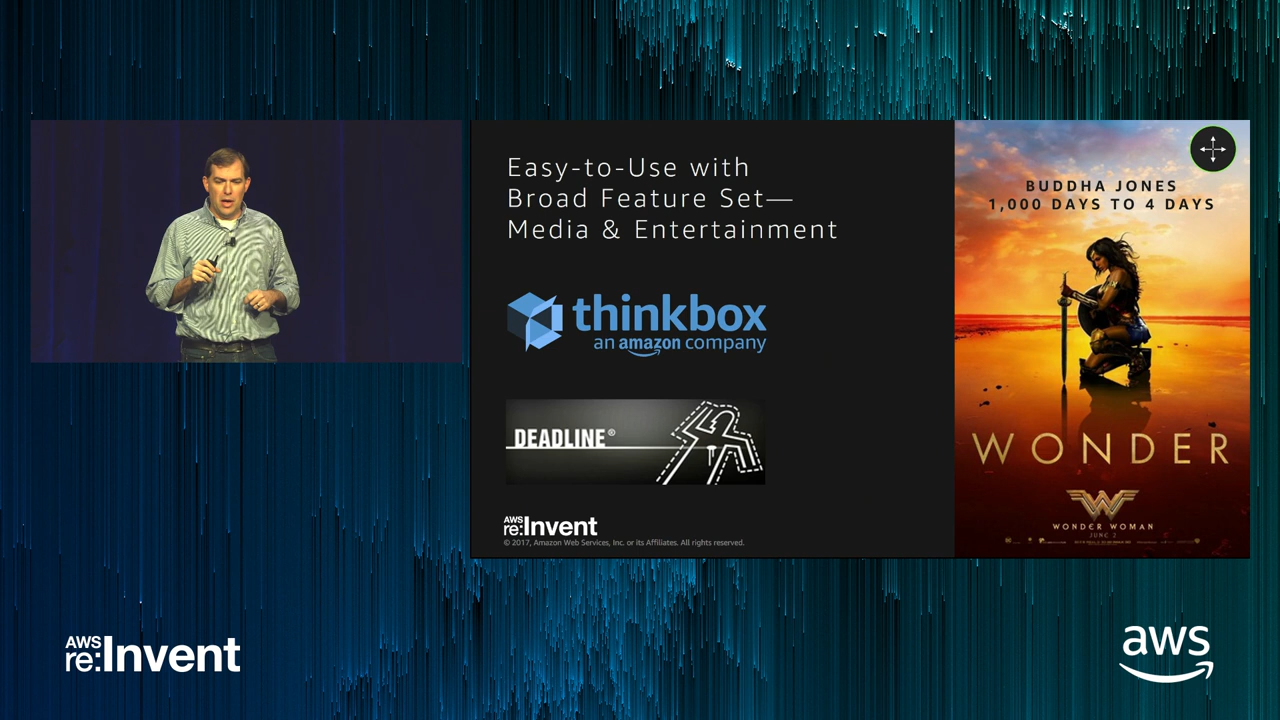 Easy-to-Use with
Broad Feature Set—
Media & Entertainment
thinkbox
an amazon company
DEADLINE®
AWS
re:Invent
© 2017, Amazon Web Services, Inc. or its Affiliates. All rights reserved.
BUDDHA JONES
1,000 DAYS TO 4 DAYS
WONDER
WONDER WOMAN
JUNE 2
AWS
re:Invent
aws